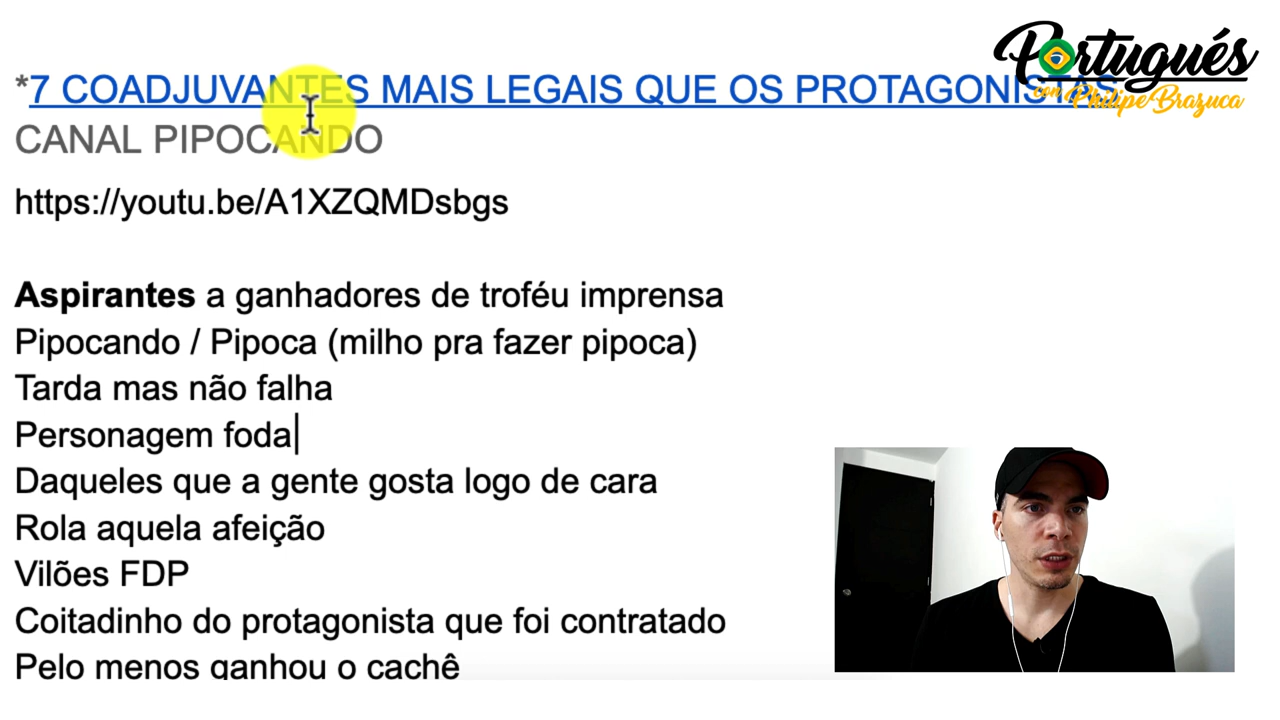 Portugués
con Philipe Brazuca
*7 COADJUVANTES MAIS LEGAIS QUE OS PROTAGONISTAS
CANAL PIPOCANDO
https://youtu.be/A1XZQMDsbgs
Aspirantes a ganhadores de troféu imprensa
Pipocando / Pipoca (milho pra fazer pipoca)
Tarda mas não falha
Personagem foda
Daqueles que a gente gosta logo de cara
Rola aquela afeição
Vilões FDP
Coitadinho do protagonista que foi contratado
Pelo menos ganhou o cachê